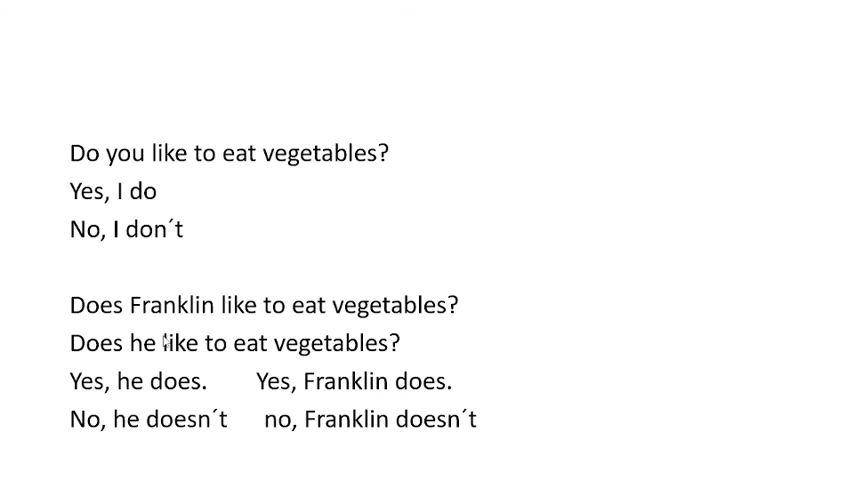 Do you like to eat vegetables?
Yes, I do
No, I don´t
Does Franklin like to eat vegetables?
Does he like to eat vegetables?
Yes, he does. Yes, Franklin does.
No, he doesn´t no, Franklin doesn´t